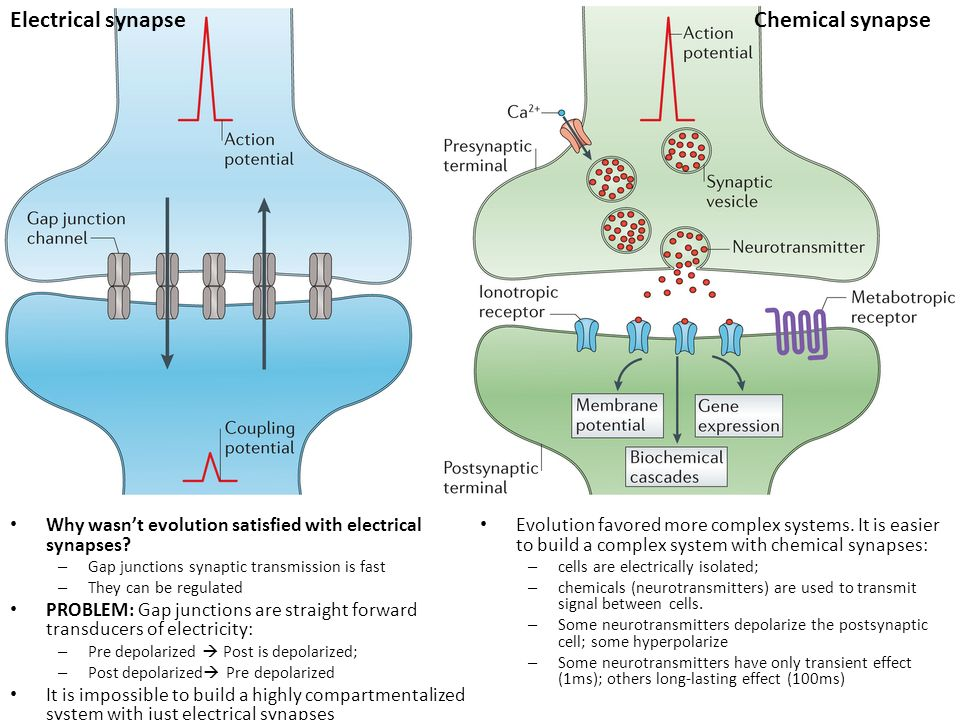 Electrical synapse
Action
potential
Gap junction
channel
Coupling
potential
Chemical synapse
Action
potential
Ca2+
Presynaptic
terminal
Synaptic
vesicle
Neurotransmitter
Ionotropic
receptor
Metabotropic
receptor
Membrane
potential
Gene
expression
Biochemical
cascades
Postsynaptic
terminal
• Why wasn’t evolution satisfied with electrical
synapses?
– Gap junctions synaptic transmission is fast
– They can be regulated
• PROBLEM: Gap junctions are straight forward
transducers of electricity:
– Pre depolarized → Post is depolarized;
– Post depolarized→ Pre depolarized
• It is impossible to build a highly compartmentalized
system with just electrical synapses
• Evolution favored more complex systems. It is easier
to build a complex system with chemical synapses:
– cells are electrically isolated;
– chemicals (neurotransmitters) are used to transmit
signal between cells.
– Some neurotransmitters depolarize the postsynaptic
cell; some hyperpolarize
– Some neurotransmitters have only transient effect
(1ms); others long-lasting effect (100ms)